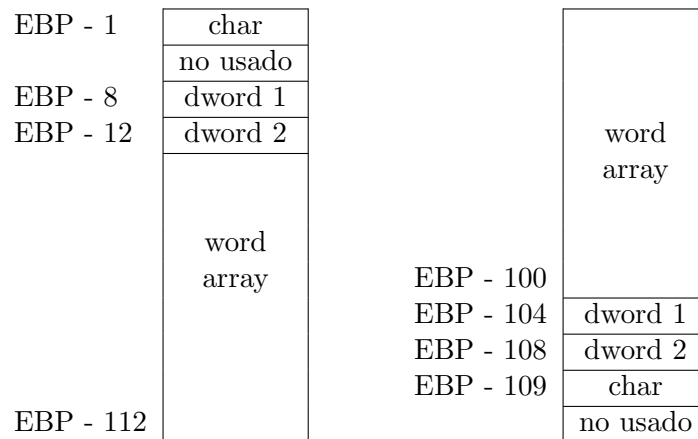 EBP - 1 char
no usado
EBP - 8 dword 1
EBP - 12 dword 2
word
array
EBP - 112
word
array
EBP - 100
EBP - 104 dword 1
EBP - 108 dword 2
EBP - 109 char
no usado